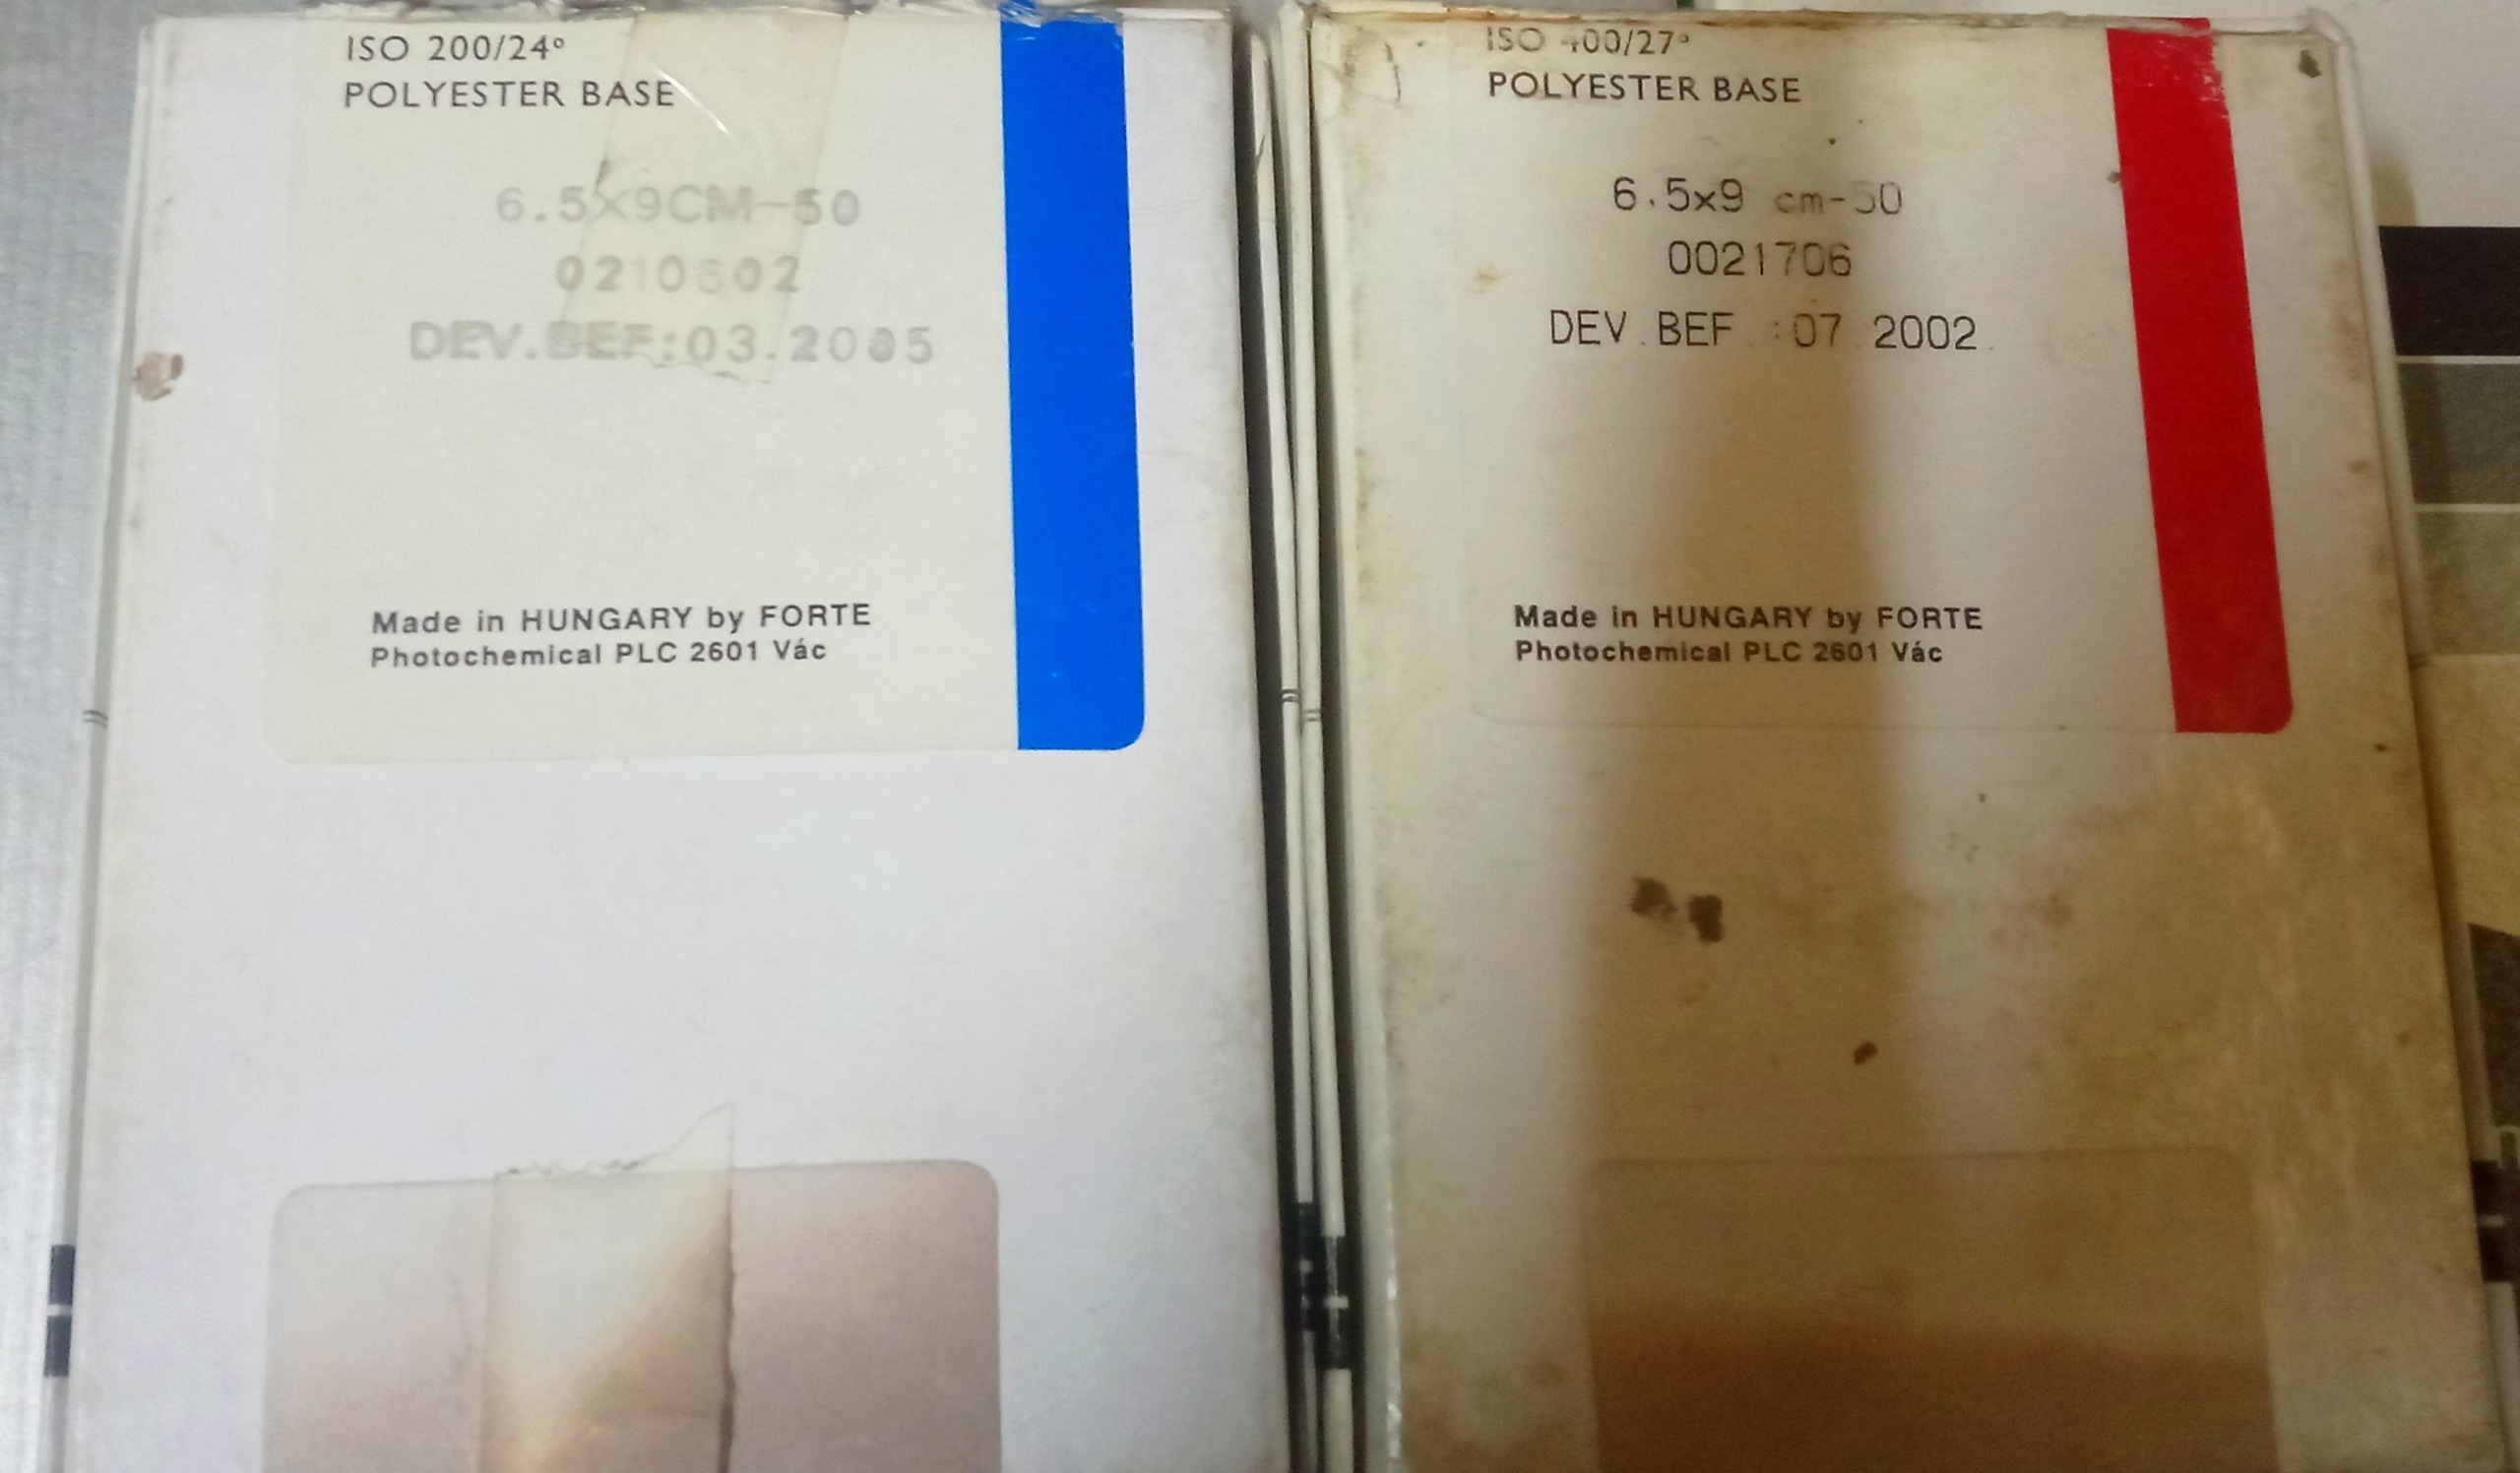 ISO 200/24°
POLYESTER BASE
6.5x9CM-50
0210602
DEV.BEF:03.2005
Made in HUNGARY by FORTE
Photochemical PLC 2601 Vác
ISO 400/27°
POLYESTER BASE
6.5x9 cm-50
0021706
DEV.BEF :07 2002.
Made in HUNGARY by FORTE
Photochemical PLC 2601 Vác